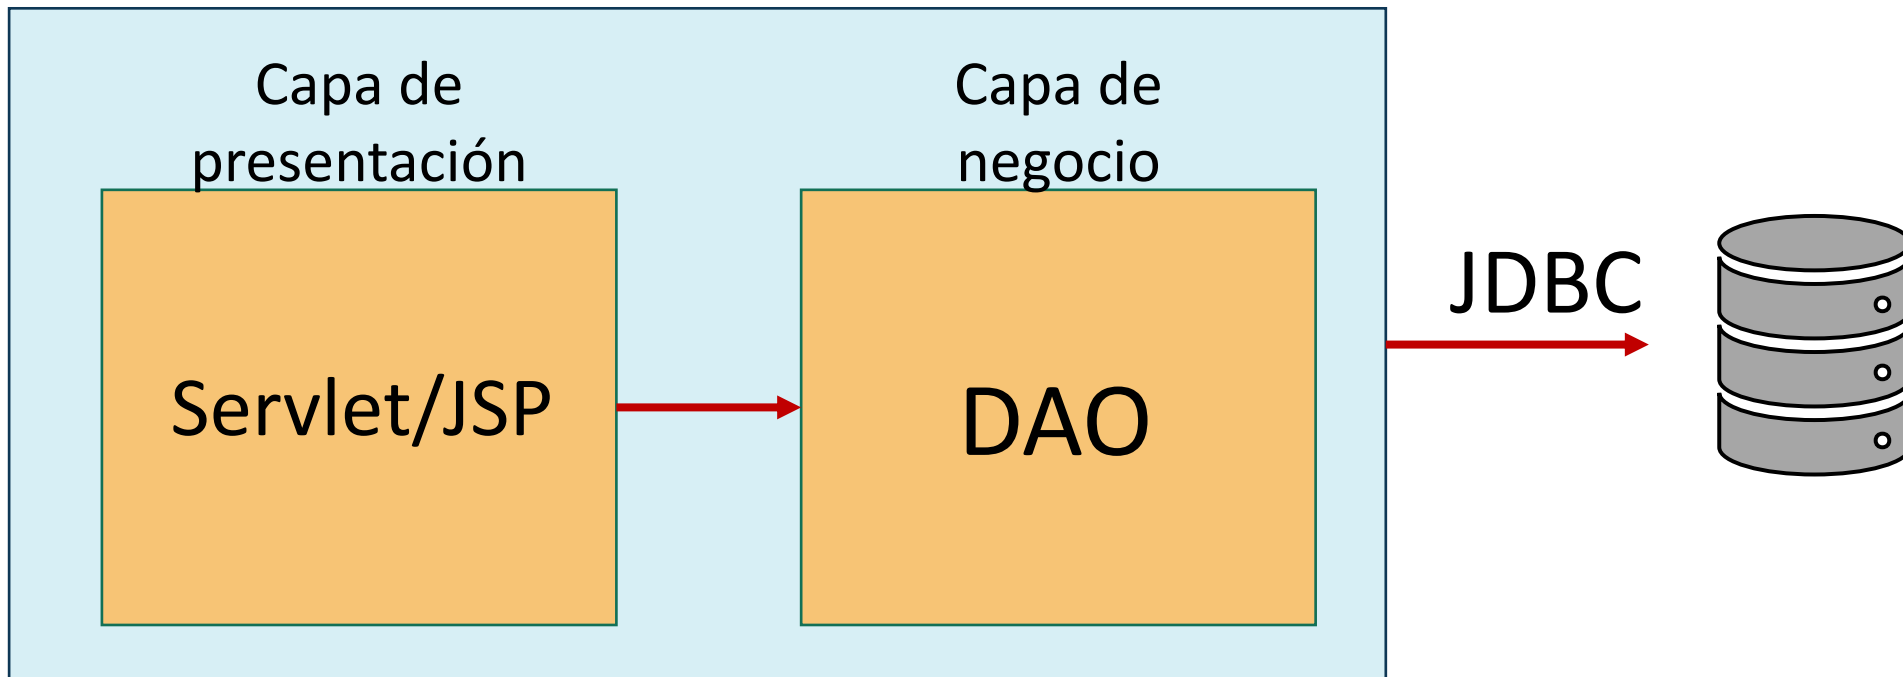 Capa de
presentación
Capa de
negocio
JDBC
Servlet/JSP
DAO